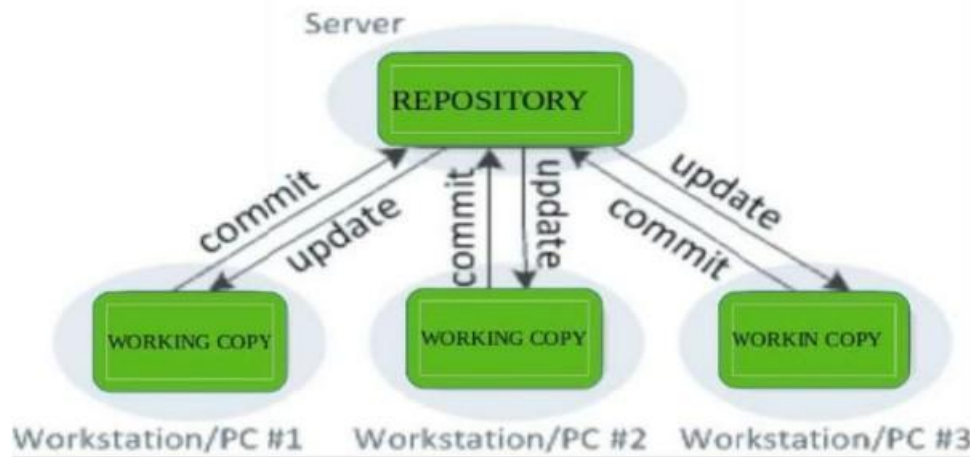 Server
REPOSITORY
commit
update
commit
update
update
commit
WORKING COPY
WORKING COPY
WORKIN COPY
Workstation/PC #1
Workstation/PC #2
Workstation/PC #3